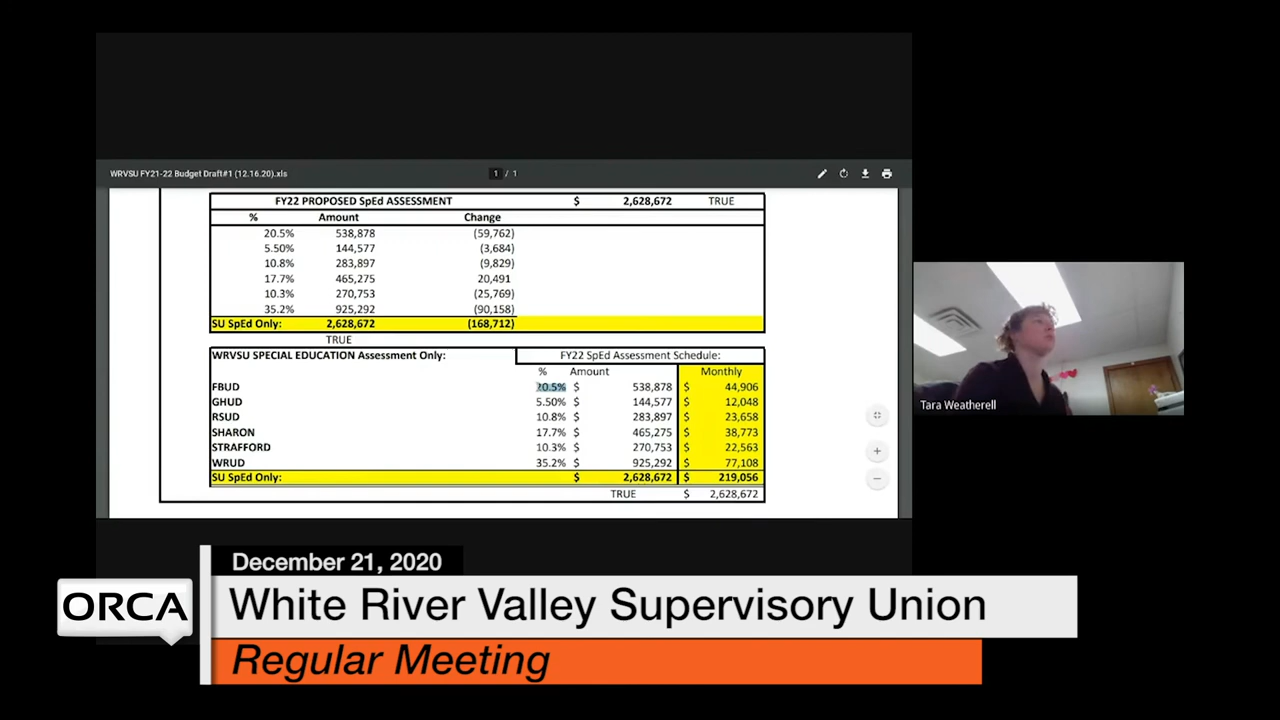 WRVSU FY21-22 Budget Draft#1 (12.16.20).xls 1 / 1
FY22 PROPOSED SpEd ASSESSMENT $ 2,628,672 TRUE
% Amount Change
20.5% 538,878 (59,762)
5.50% 144,577 (3,684)
10.8% 283,897 (9,829)
17.7% 465,275 20,491
10.3% 270,753 (25,769)
35.2% 925,292 (90,158)
SU SpEd Only: 2,628,672 (168,712)
TRUE
WRVSU SPECIAL EDUCATION Assessment Only: FY22 SpEd Assessment Schedule:
% Amount Monthly
FBUD 20.5% $ 538,878 $ 44,906
GHUD 5.50% $ 144,577 $ 12,048
RSUD 10.8% $ 283,897 $ 23,658
SHARON 17.7% $ 465,275 $ 38,773
STRAFFORD 10.3% $ 270,753 $ 22,563
WRUD 35.2% $ 925,292 $ 77,108
SU SpEd Only: $ 2,628,672 $ 219,056
TRUE $ 2,628,672
Tara Weatherell
December 21, 2020
ORCA
White River Valley Supervisory Union
Regular Meeting